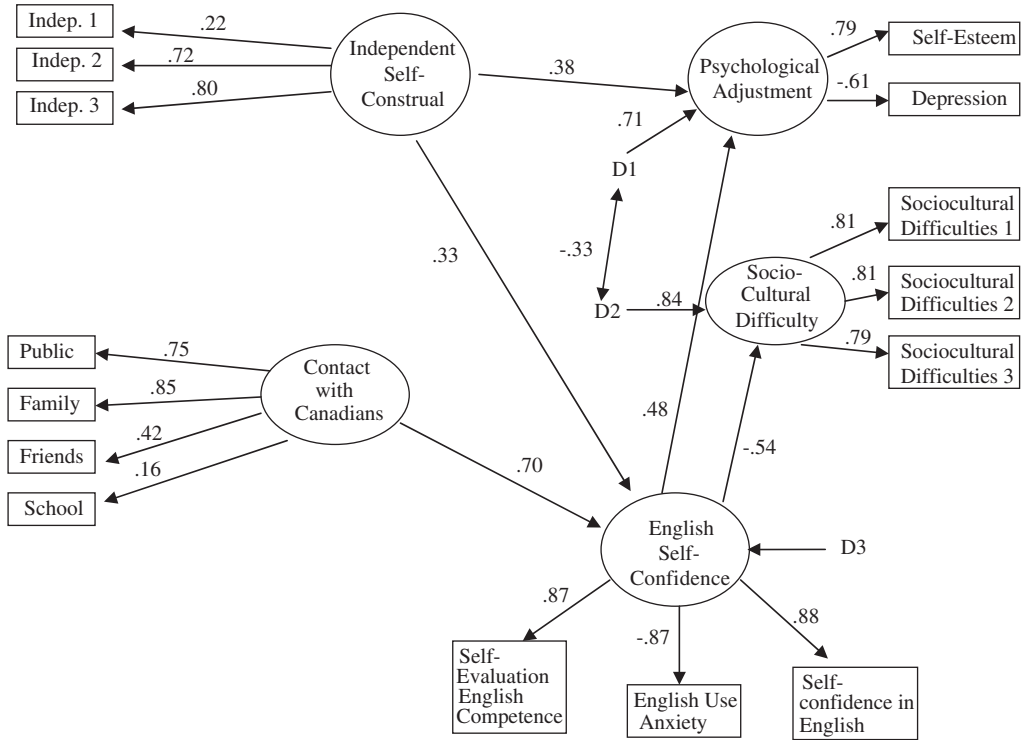 Indep. 1
Indep. 2
Indep. 3
.22
.72
.80
Independent
Self-
Construal
.38
Psychological
Adjustment
.79
-.61
Self-Esteem
Depression
.71
D1
-.33
D2
.84
.33
Socio-
Cultural
Difficulty
.81
.81
.79
Sociocultural
Difficulties 1
Sociocultural
Difficulties 2
Sociocultural
Difficulties 3
Public
Family
Friends
School
.75
.85
.42
.16
Contact
with
Canadians
.70
.48
-.54
English
Self-
Confidence
D3
.87
-.87
.88
Self-
Evaluation
English
Competence
English Use
Anxiety
Self-
confidence in
English